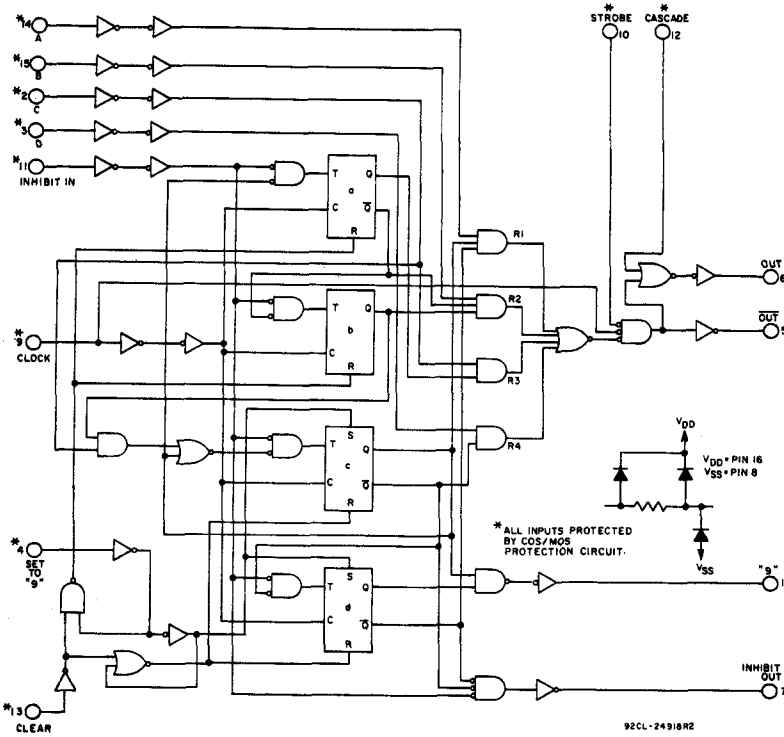 *14
A
*15
B
*2
C
*3
D
*11
INHIBIT IN
*
STROBE
10
*
CASCADE
12
T
Q
a
C
Q̅
R
R1
OUT
6
T
Q
b
C
R
R2
OUT̅
5
*9
CLOCK
R3
R4
S
T
Q
c
C
Q̅
R
VDD
VDD = PIN 16
VSS = PIN 8
VSS
*ALL INPUTS PROTECTED
BY COS/MOS
PROTECTION CIRCUIT.
*4
SET
TO
"9"
S
T
Q
d
C
Q̅
R
"9"
1
INHIBIT
OUT
7
*13
CLEAR
92CL-24918R2